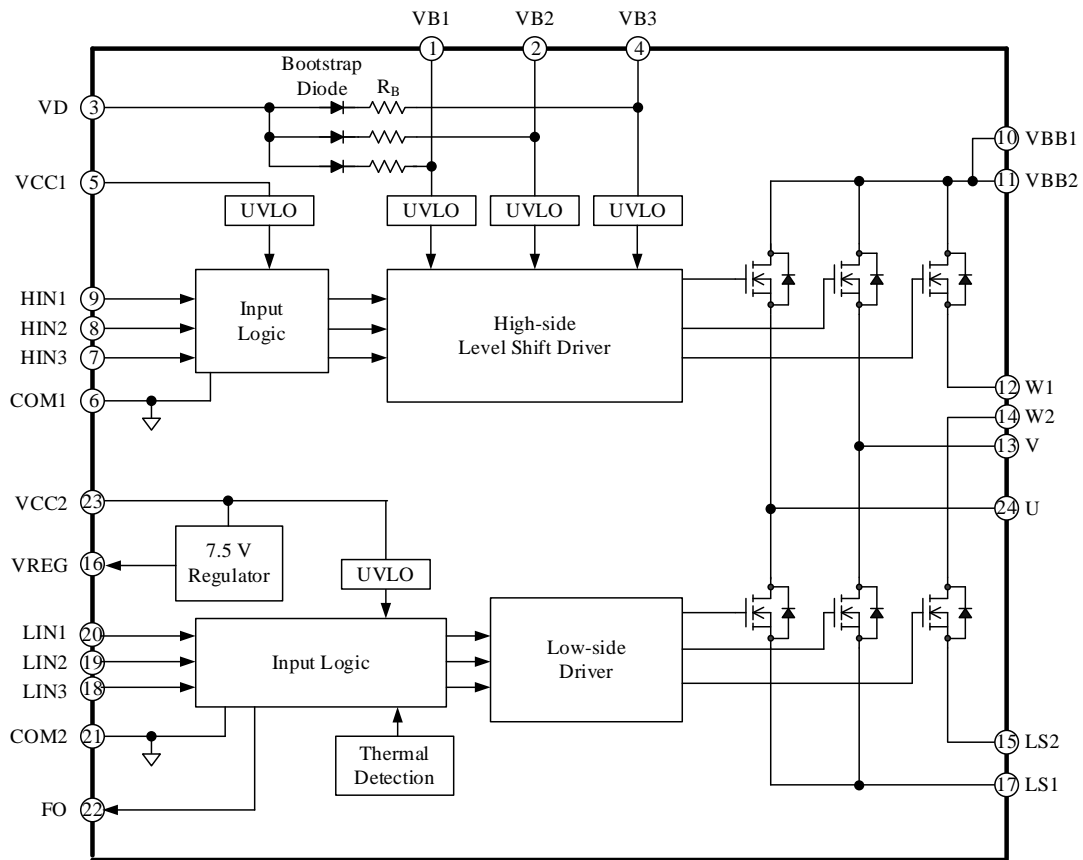 VB1 VB2 VB3
1 2 4
Bootstrap
Diode
RB
VD 3
10 VBB1
VCC1 5
11 VBB2
UVLO UVLO UVLO UVLO
HIN1 9
HIN2 8
HIN3 7
COM1 6
Input
Logic
High-side
Level Shift Driver
12 W1
14 W2
13 V
VCC2 23
24 U
VREG 16
7.5 V
Regulator
UVLO
LIN1 20
LIN2 19
LIN3 18
COM2 21
Input Logic
Low-side
Driver
Thermal
Detection
15 LS2
17 LS1
FO 22